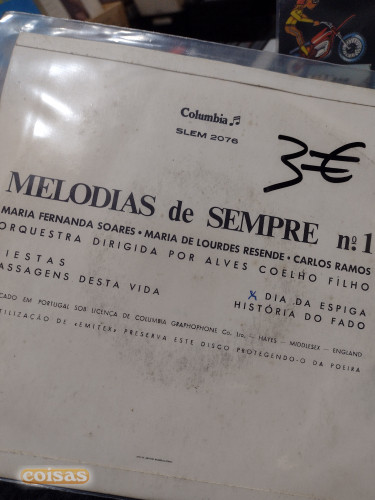 Columbia
SLEM 2076
3€
MELODIAS de SEMPRE n.º 1
MARIA FERNANDA SOARES • MARIA DE LOURDES RESENDE • CARLOS RAMOS
ORQUESTRA DIRIGIDA POR ALVES COELHO FILHO
IESTAS
ASSAGENS DESTA VIDA
X DIA DA ESPIGA
HISTÓRIA DO FADO
CADO EM PORTUGAL SOB LICENÇA DE COLUMBIA GRAPHOPHONE Co. Ltd. — HAYES — MIDDLESEX — ENGLAND
TILIZAÇÃO DE «EMITEX» PRESERVA ESTE DISCO PROTEGENDO-O DA POEIRA
coisas